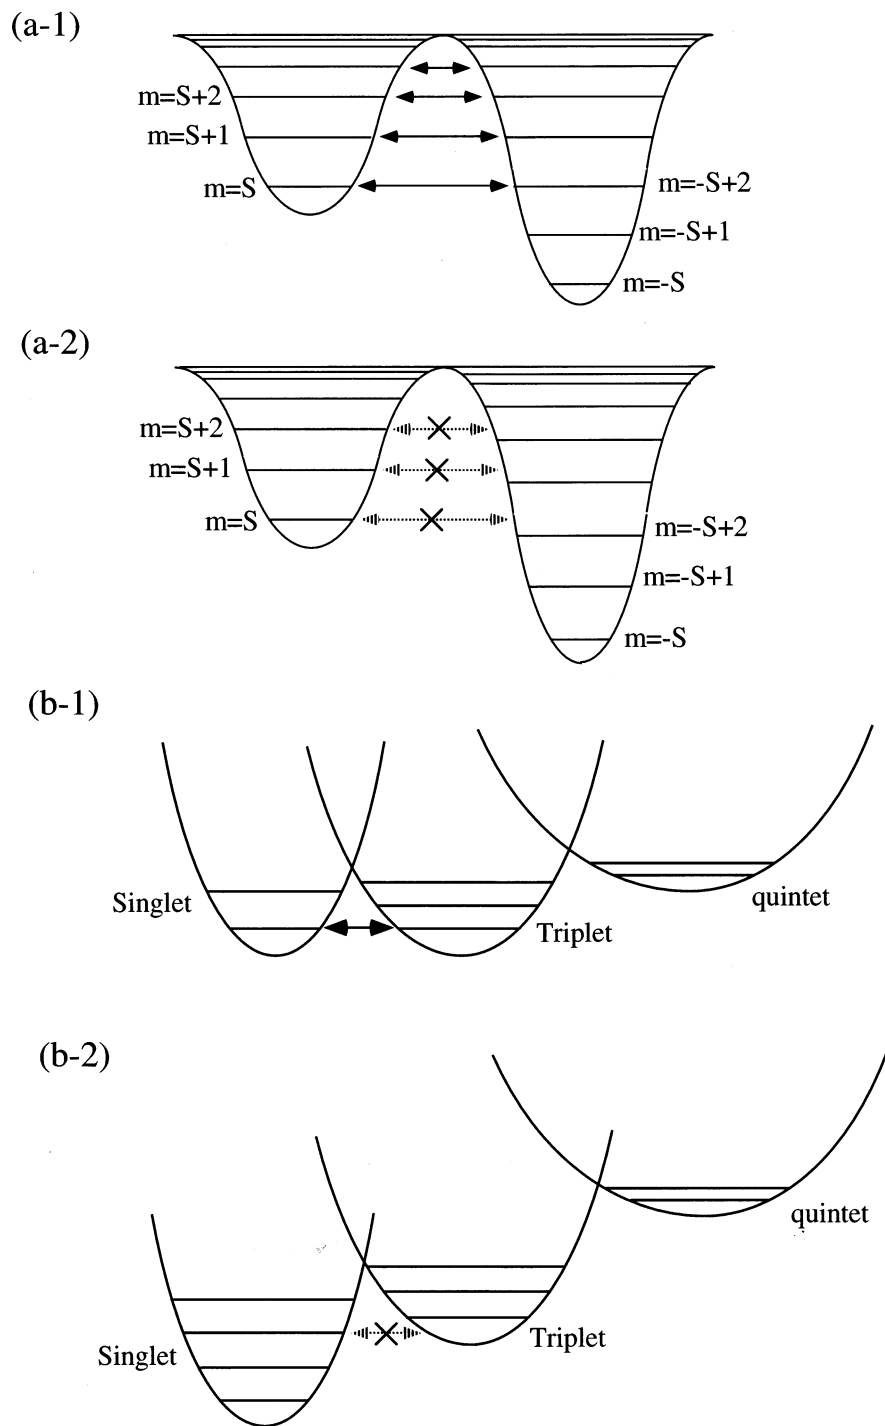 (a-1)
m=S+2
m=S+1
m=S
m=-S+2
m=-S+1
m=-S
(a-2)
m=S+2
m=S+1
m=S
m=-S+2
m=-S+1
m=-S
(b-1)
Singlet
quintet
Triplet
(b-2)
quintet
Triplet
Singlet